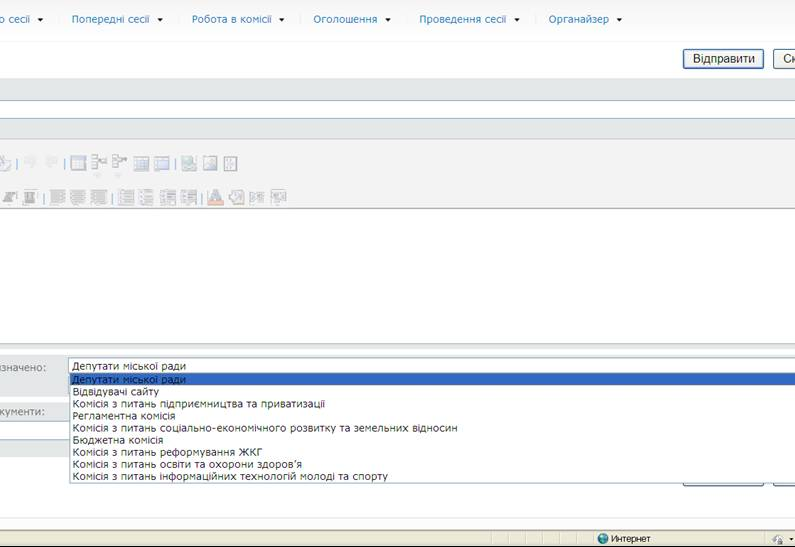 о сесії Попередні сесії Робота в комісії Оголошення Проведення сесії Органайзер
Відправити Ск
значено: Депутати міської ради
Депутати міської ради
Відвідувачі сайту
Комісія з питань підприємництва та приватизації
кументи:
Регламентна комісія
Комісія з питань соціально-економічного розвитку та земельних відносин
Бюджетна комісія
Комісія з питань реформування ЖКГ
Комісія з питань освіти та охорони здоров’я
Комісія з питань інформаційних технологій молоді та спорту
Интернет